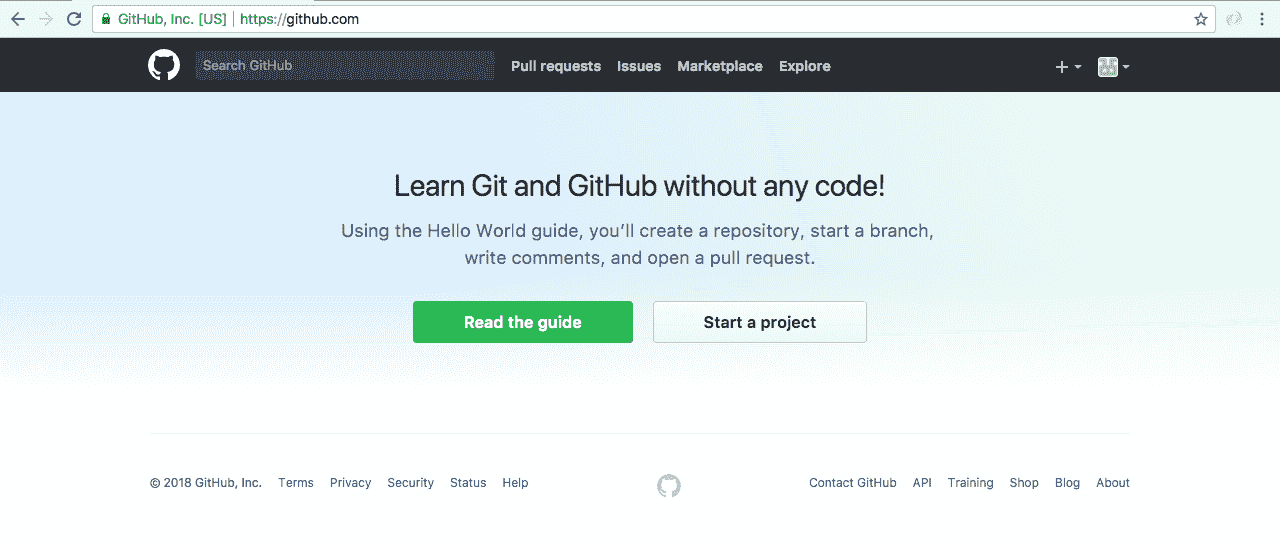 GitHub, Inc. [US] | https://github.com
Search GitHub Pull requests Issues Marketplace Explore
Learn Git and GitHub without any code!
Using the Hello World guide, you’ll create a repository, start a branch,
write comments, and open a pull request.
Read the guide Start a project
© 2018 GitHub, Inc. Terms Privacy Security Status Help Contact GitHub API Training Shop Blog About